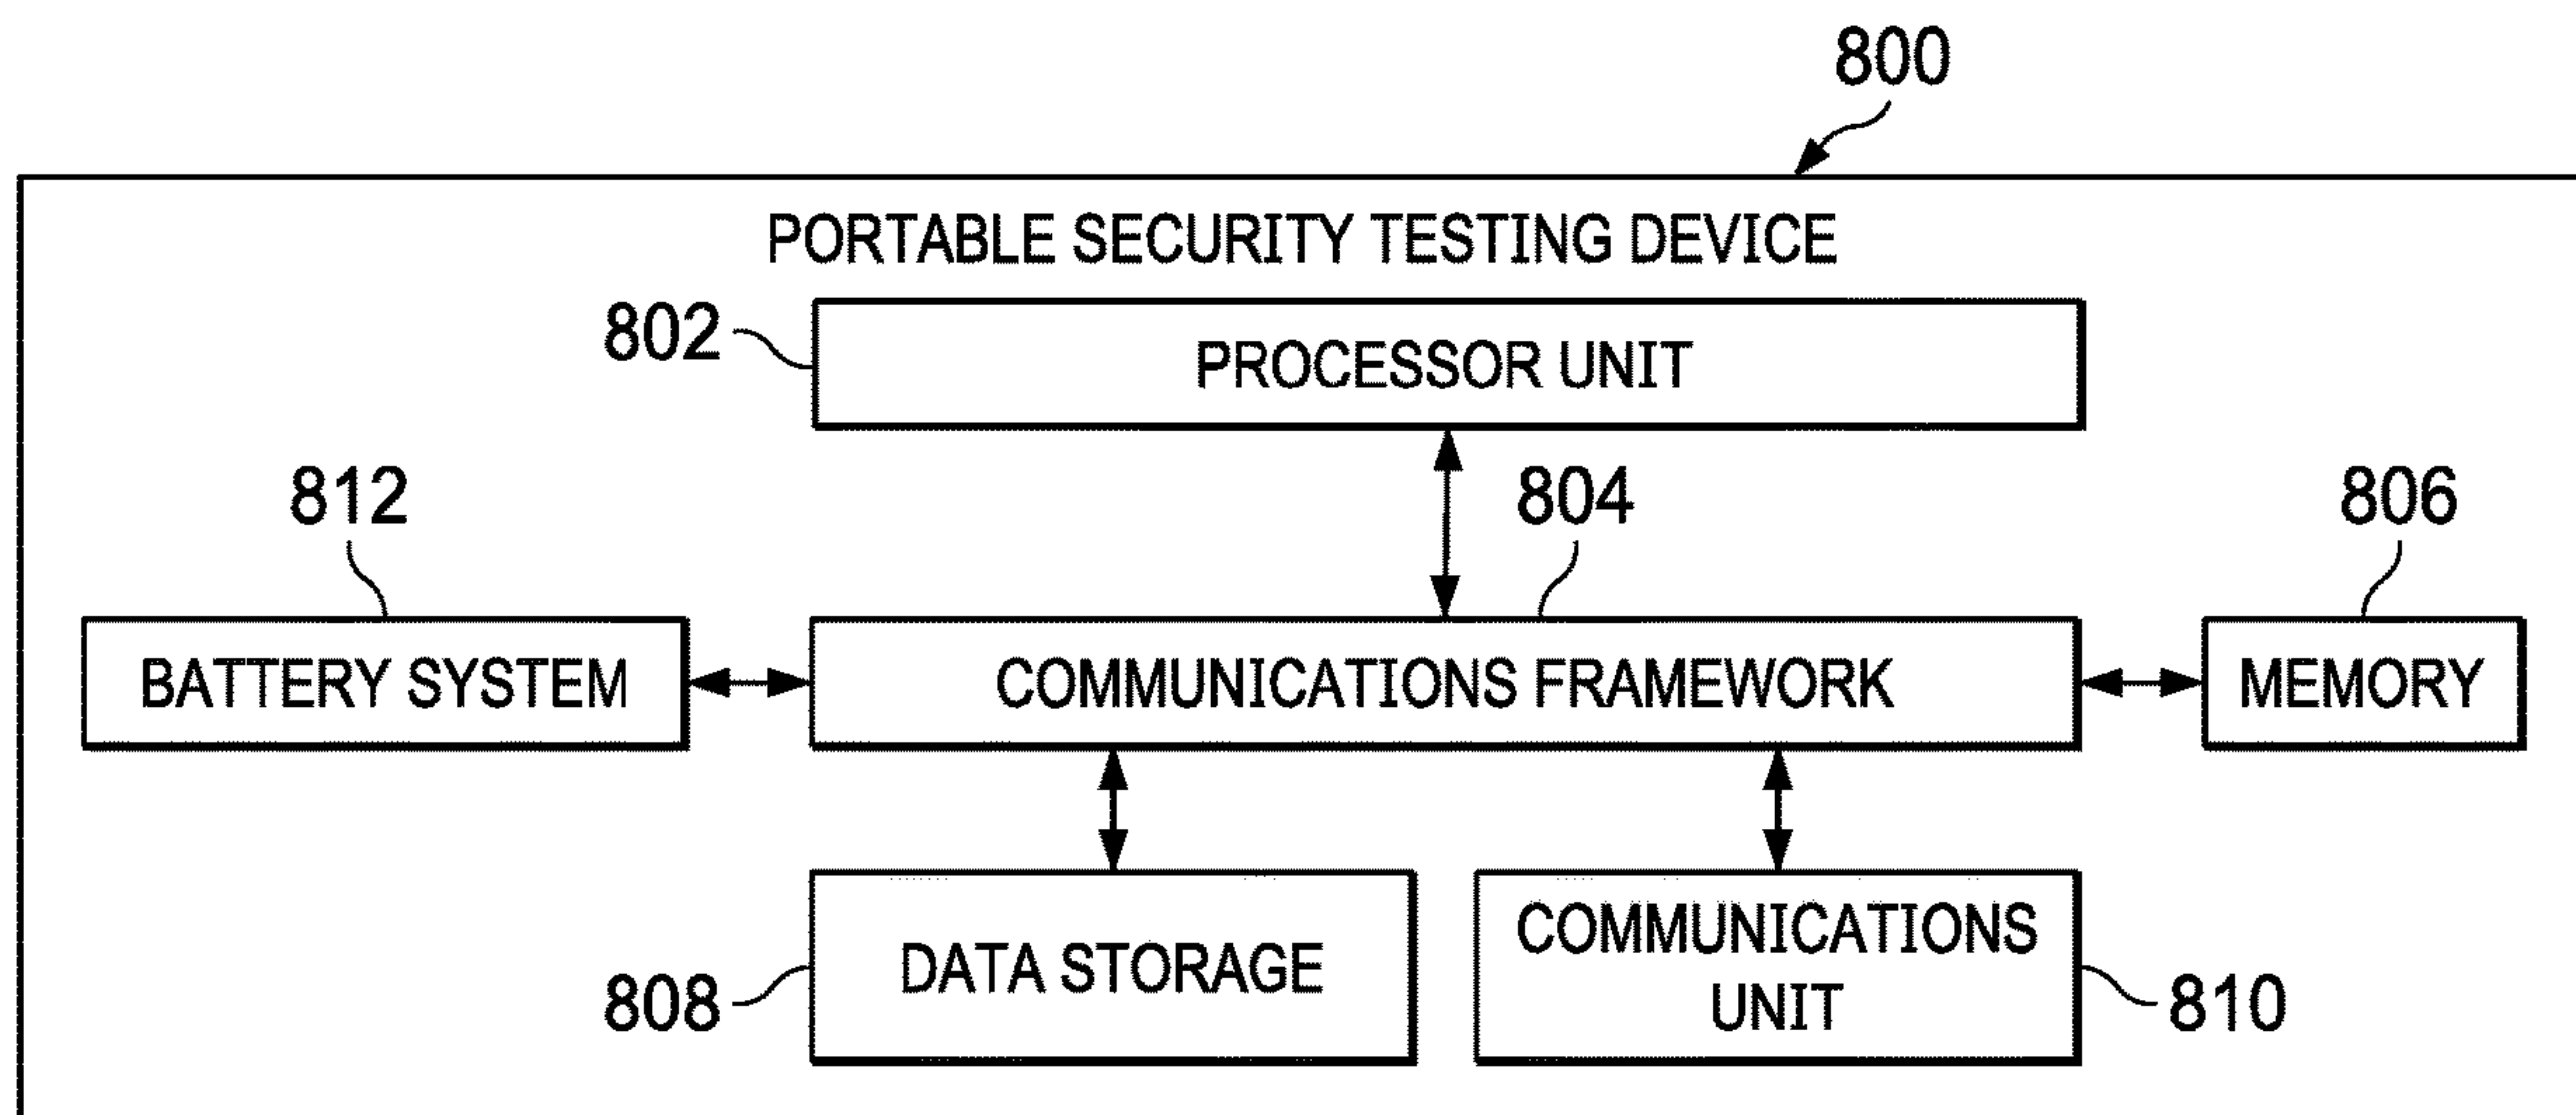 800
PORTABLE SECURITY TESTING DEVICE
802
PROCESSOR UNIT
812
804
806
BATTERY SYSTEM
COMMUNICATIONS FRAMEWORK
MEMORY
808
DATA STORAGE
COMMUNICATIONS
UNIT
810